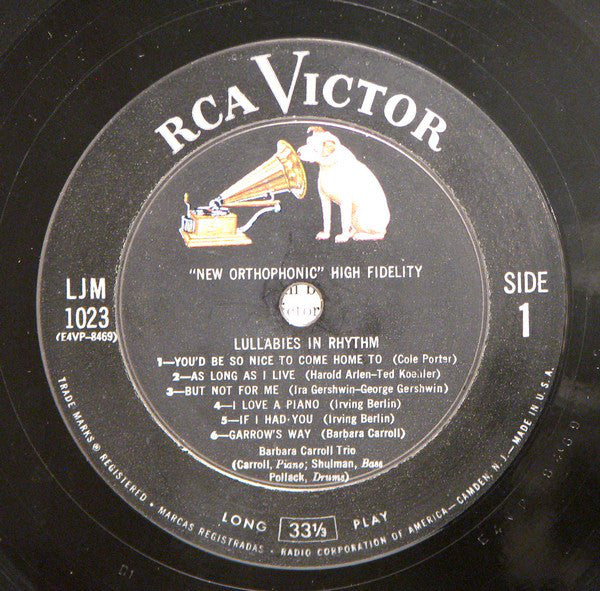 RCA VICTOR
"NEW ORTHOPHONIC" HIGH FIDELITY
LJM
1023
(E4VP-8469)
SIDE
1
LULLABIES IN RHYTHM
1—YOU'D BE SO NICE TO COME HOME TO (Cole Porter)
2—AS LONG AS I LIVE (Harold Arlen-Ted Koehler)
3—BUT NOT FOR ME (Ira Gershwin-George Gershwin)
4—I LOVE A PIANO (Irving Berlin)
5—IF I HAD YOU (Irving Berlin)
6—GARROW'S WAY (Barbara Carroll)
Barbara Carroll Trio
(Carroll, Piano; Shulman, Bass
Pollack, Drums)
LONG 33⅓ PLAY
TRADE MARKS ® REGISTERED • MARCAS REGISTRADAS • RADIO CORPORATION OF AMERICA—CAMDEN, N.J.—MADE IN U.S.A.